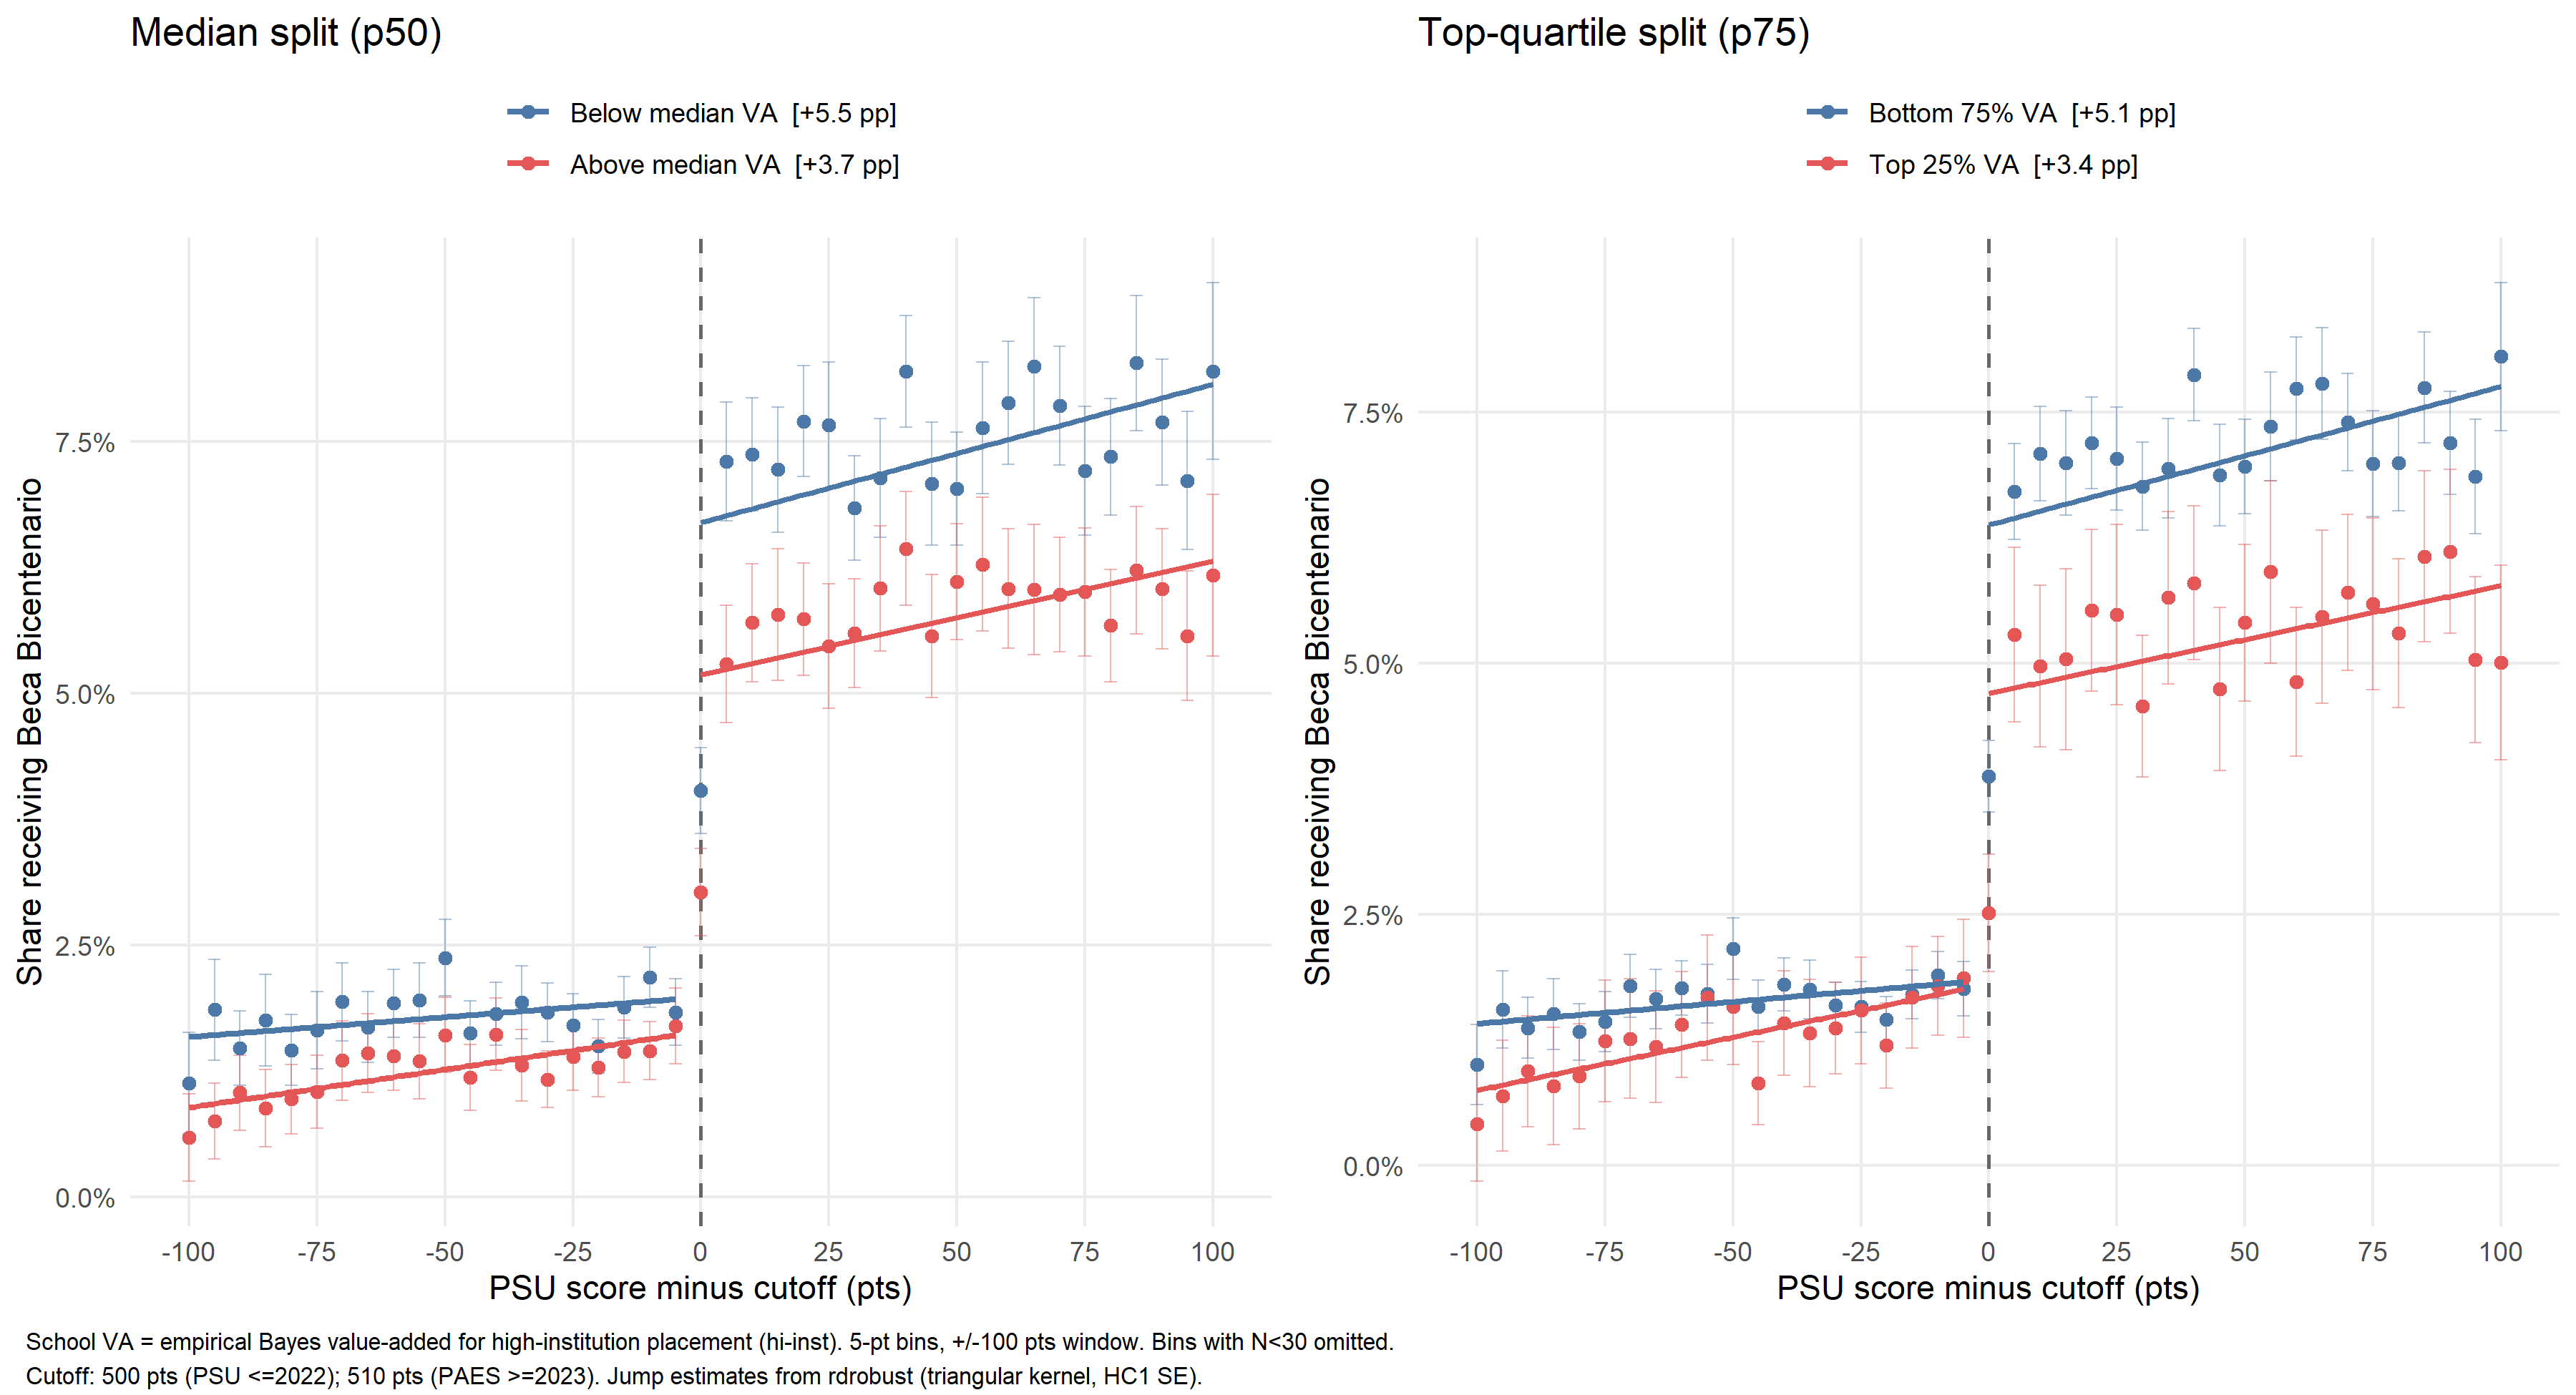 Median split (p50)
Below median VA  [+5.5 pp]
Above median VA  [+3.7 pp]
Share receiving Beca Bicentenario
7.5%
5.0%
2.5%
0.0%
-100 -75 -50 -25 0 25 50 75 100
PSU score minus cutoff (pts)
Top-quartile split (p75)
Bottom 75% VA  [+5.1 pp]
Top 25% VA  [+3.4 pp]
Share receiving Beca Bicentenario
7.5%
5.0%
2.5%
0.0%
-100 -75 -50 -25 0 25 50 75 100
PSU score minus cutoff (pts)
School VA = empirical Bayes value-added for high-institution placement (hi-inst). 5-pt bins, +/-100 pts window. Bins with N<30 omitted.
Cutoff: 500 pts (PSU <=2022); 510 pts (PAES >=2023). Jump estimates from rdrobust (triangular kernel, HC1 SE).